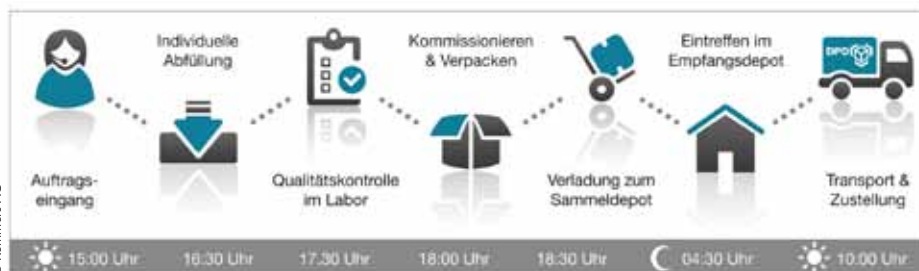 Auftrags-
eingang
Individuelle
Abfüllung
Qualitätskontrolle
im Labor
Kommissionieren
& Verpacken
Verladung zum
Sammeldepot
Eintreffen im
Empfangsdepot
DPD
Transport &
Zustellung
15:00 Uhr 16:30 Uhr 17.30 Uhr 18:00 Uhr 18:30 Uhr 04:30 Uhr 10:00 Uhr